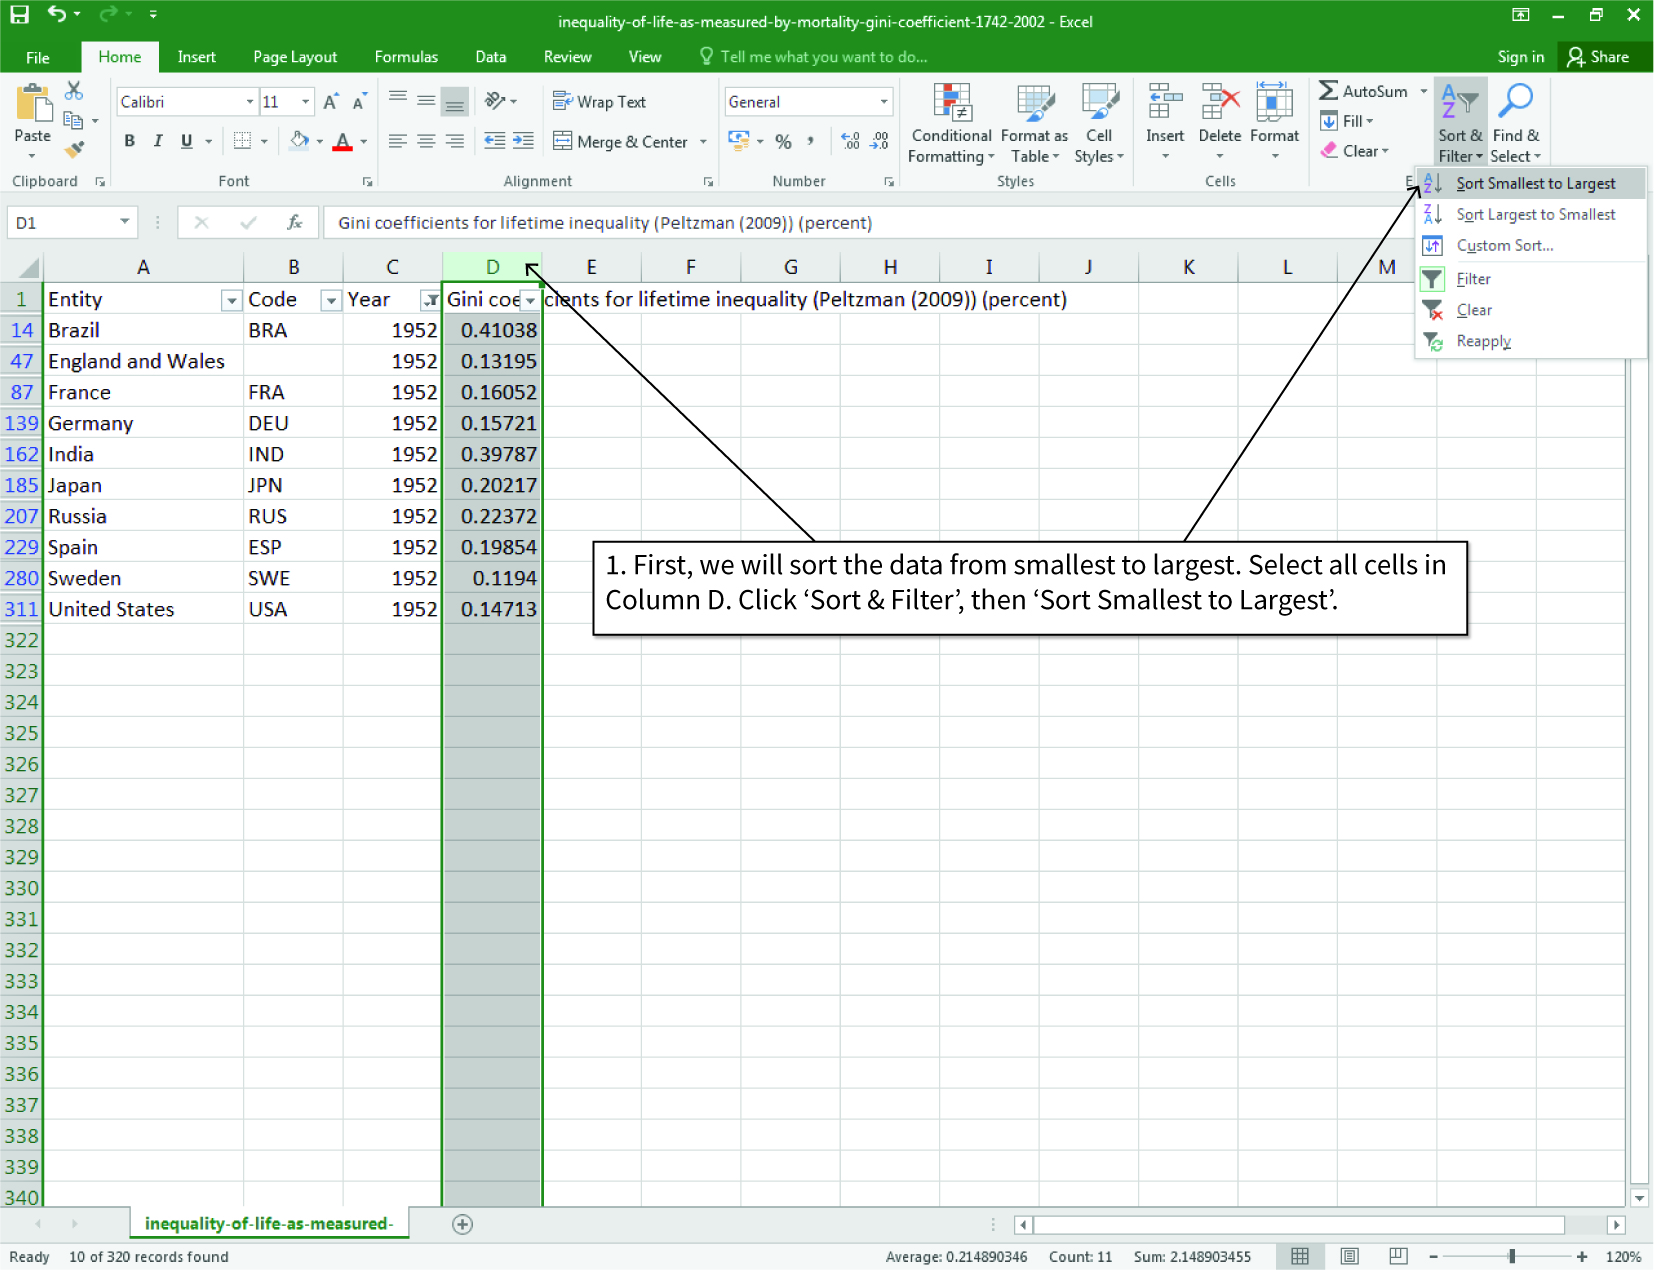 inequality-of-life-as-measured-by-mortality-gini-coefficient-1742-2002 - Excel
File Home Insert Page Layout Formulas Data Review View Tell me what you want to do... Sign in Share
Paste Calibri 11 A A Wrap Text General AutoSum
B I U A Merge & Center % , Conditional Formatting Format as Table Cell Styles Insert Delete Format Fill Clear Sort & Filter Find & Select
Clipboard Font Alignment Number Styles Cells E
Sort Smallest to Largest
Sort Largest to Smallest
Custom Sort...
Filter
Clear
Reapply
D1 fx Gini coefficients for lifetime inequality (Peltzman (2009)) (percent)
A B C D E F G H I J K L M
1 Entity Code Year Gini coe cients for lifetime inequality (Peltzman (2009)) (percent)
14 Brazil BRA 1952 0.41038
47 England and Wales 1952 0.13195
87 France FRA 1952 0.16052
139 Germany DEU 1952 0.15721
162 India IND 1952 0.39787
185 Japan JPN 1952 0.20217
207 Russia RUS 1952 0.22372
229 Spain ESP 1952 0.19854
280 Sweden SWE 1952 0.1194
311 United States USA 1952 0.14713
1. First, we will sort the data from smallest to largest. Select all cells in
Column D. Click ‘Sort & Filter’, then ‘Sort Smallest to Largest’.
322
323
324
325
326
327
328
329
330
331
332
333
334
335
336
337
338
339
340
inequality-of-life-as-measured-
Ready 10 of 320 records found Average: 0.214890346 Count: 11 Sum: 2.148903455 120%